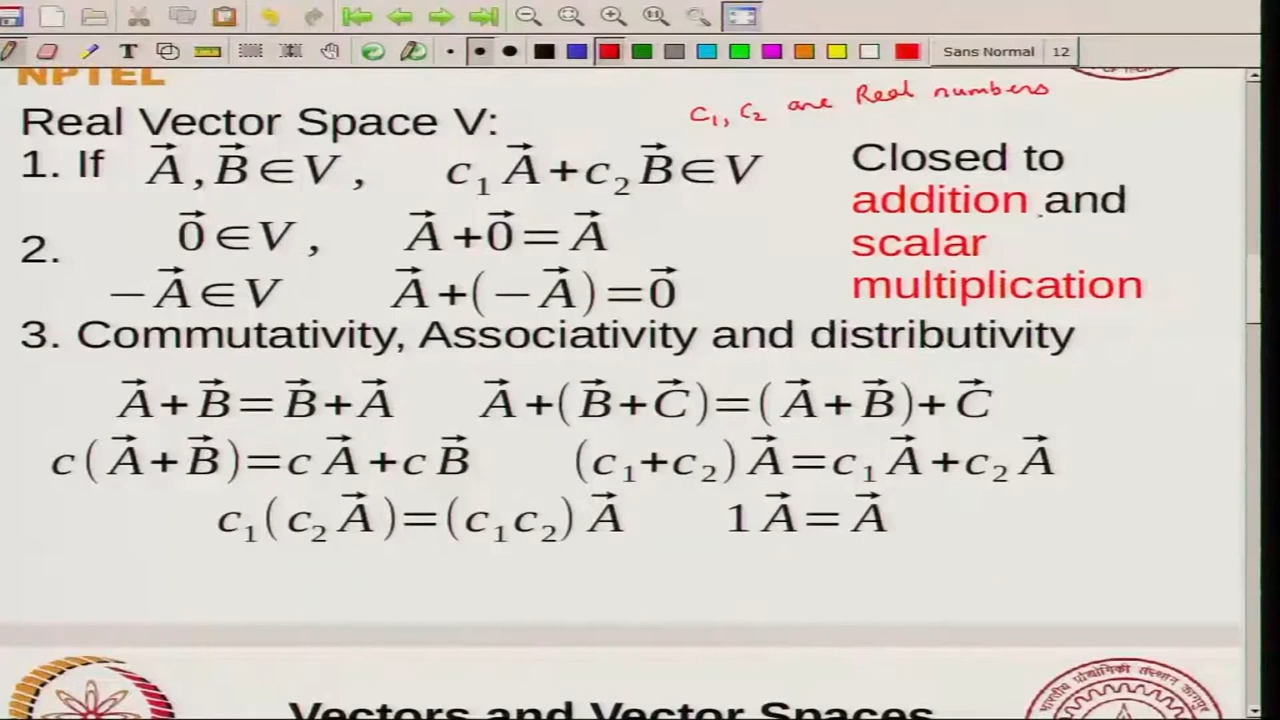 T
Sans Normal 12
NPTEL
c₁, c₂ are Real numbers
Real Vector Space V:
1. If A⃗, B⃗ ∈ V, c₁A⃗+c₂B⃗ ∈ V
Closed to
addition and
scalar
multiplication
2. 0⃗ ∈ V, A⃗+0⃗=A⃗
−A⃗ ∈ V A⃗+(−A⃗)=0⃗
3. Commutativity, Associativity and distributivity
A⃗+B⃗=B⃗+A⃗ A⃗+(B⃗+C⃗)=(A⃗+B⃗)+C⃗
c(A⃗+B⃗)=cA⃗+cB⃗ (c₁+c₂)A⃗=c₁A⃗+c₂A⃗
c₁(c₂A⃗)=(c₁c₂)A⃗ 1A⃗=A⃗
Vectors and Vector Spaces